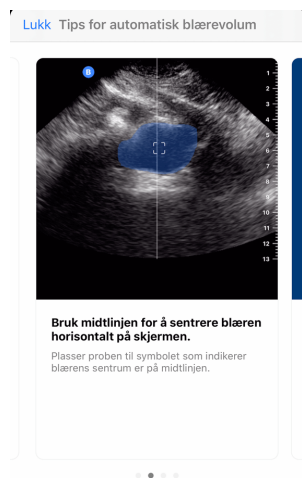 Lukk Tips for automatisk blærevolum
B
1
2
3
4
5
6
7
8
9
10
11
12
13
Bruk midtlinjen for å sentrere blæren
horisontalt på skjermen.
Plasser proben til symbolet som indikerer
blærens sentrum er på midtlinjen.